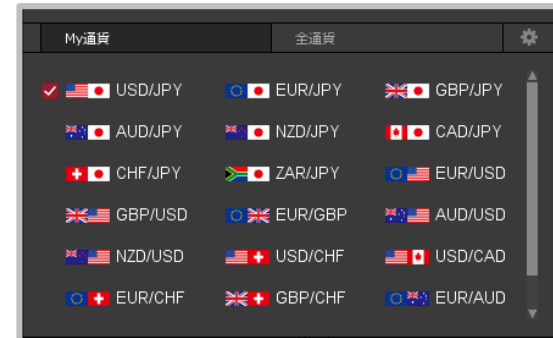 My通貨 全通貨
USD/JPY EUR/JPY GBP/JPY
AUD/JPY NZD/JPY CAD/JPY
CHF/JPY ZAR/JPY EUR/USD
GBP/USD EUR/GBP AUD/USD
NZD/USD USD/CHF USD/CAD
EUR/CHF GBP/CHF EUR/AUD